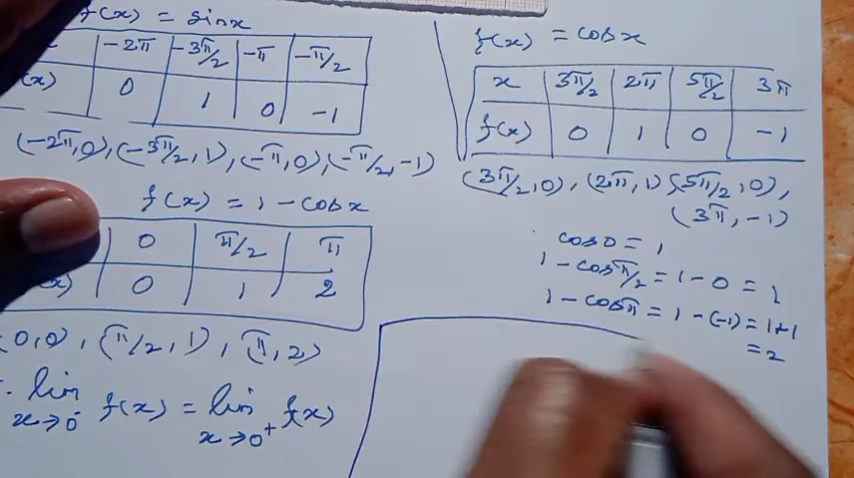 f(x) = sinx
-2π -3π/2 -π -π/2
(x) 0 1 0 -1
(-2π,0), (-3π/2, 1), (-π,0), (-π/2, -1)
f(x) = 1 - cosx
0 π/2 π
(x) 0 1 2
(0,0), (π/2, 1), (π, 2)
lim f(x) = lim f(x)
x→0⁻ x→0⁺
f(x) = cosx
x 3π/2 2π 5π/2 3π
f(x) 0 1 0 -1
(3π/2, 0), (2π, 1) (5π/2, 0),
(3π, -1)
cos0 = 1
1 - cosπ/2 = 1 - 0 = 1
1 - cosπ = 1 - (-1) = 1+1
= 2